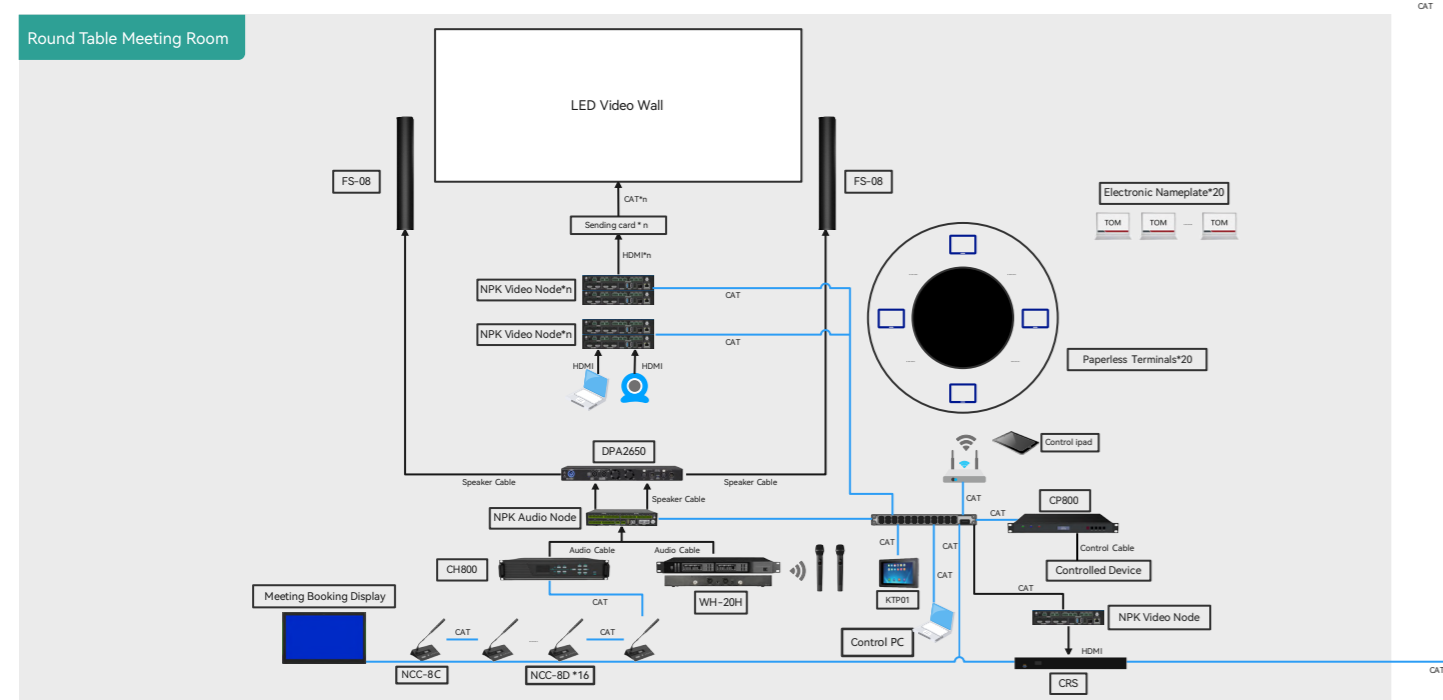 CAT
Round Table Meeting Room
LED Video Wall
FS-08
FS-08
CAT*n
Sending card * n
HDMI*n
NPK Video Node*n
CAT
NPK Video Node*n
CAT
HDMI
HDMI
Electronic Nameplate*20
TOM
TOM
TOM
Paperless Terminals*20
Control ipad
DPA2650
Speaker Cable
Speaker Cable
Speaker Cable
CAT
CP800
CAT
NPK Audio Node
Audio Cable
Audio Cable
CAT
CAT
Control Cable
CH800
Controlled Device
CAT
CAT
Meeting Booking Display
CAT
WH-20H
KTP01
NPK Video Node
CAT
CAT
Control PC
HDMI
NCC-8C
NCC-8D *16
CRS
CAT